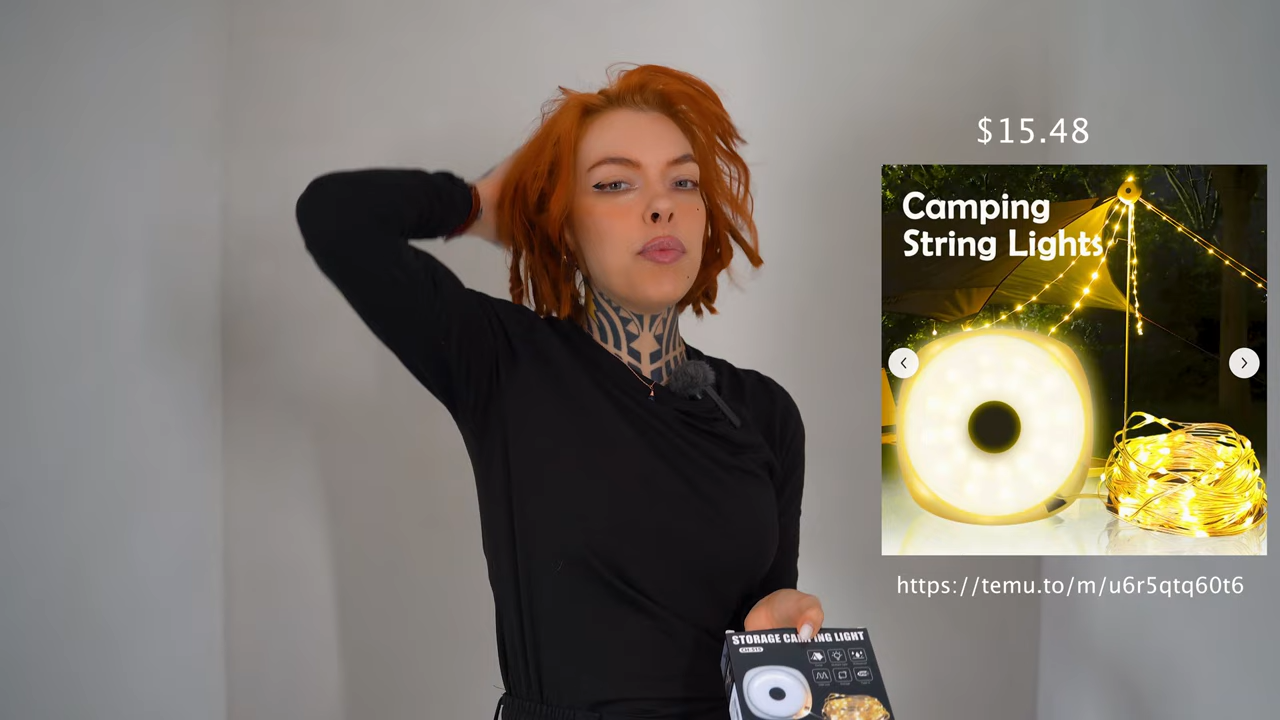 $15.48
Camping
String Lights
https://temu.to/m/u6r5qtq60t6
STORAGE CAMPING LIGHT